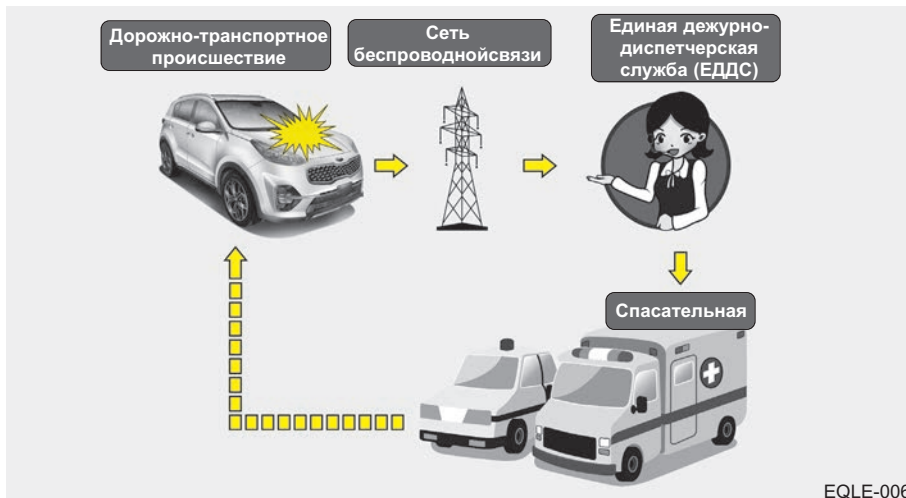 Дорожно-транспортное
происшествие
Сеть
беспроводнойсвязи
Единая дежурно-
диспетчерская
служба (ЕДДС)
Спасательная
EQLE-006